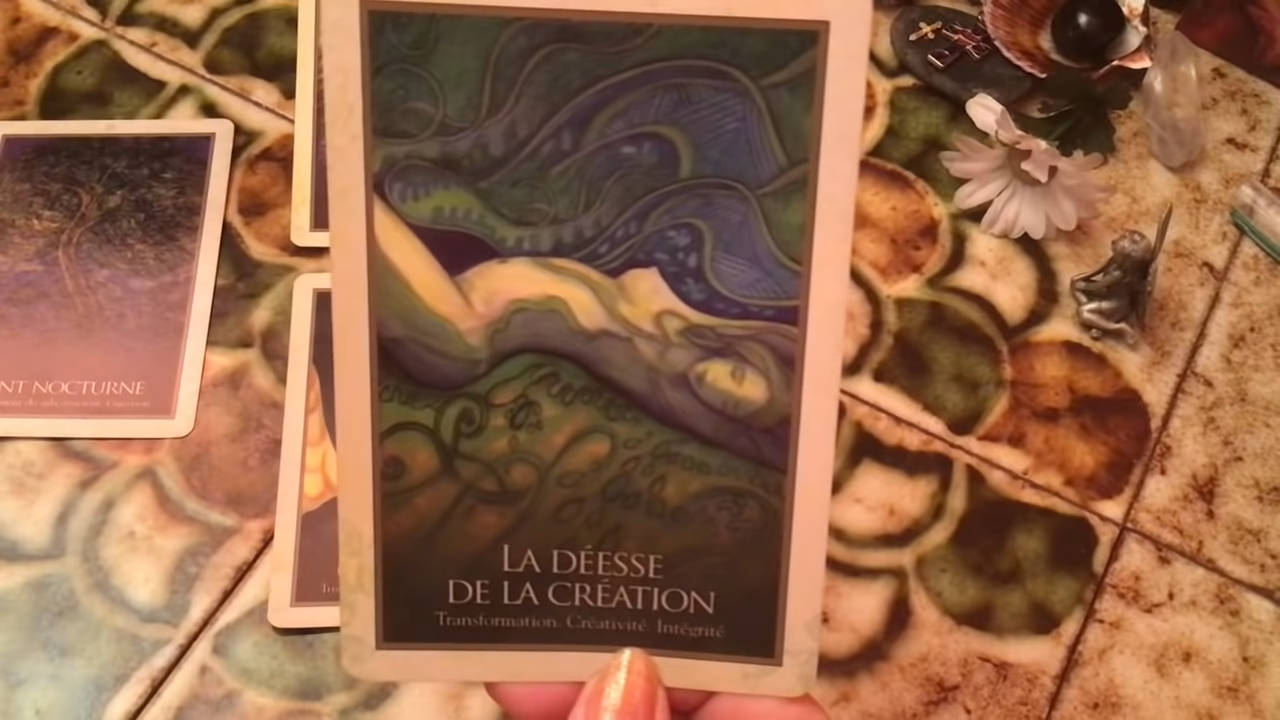 NT NOCTURNE
LA DÉESSE
DE LA CRÉATION
Transformation. Créativité. Intégrité